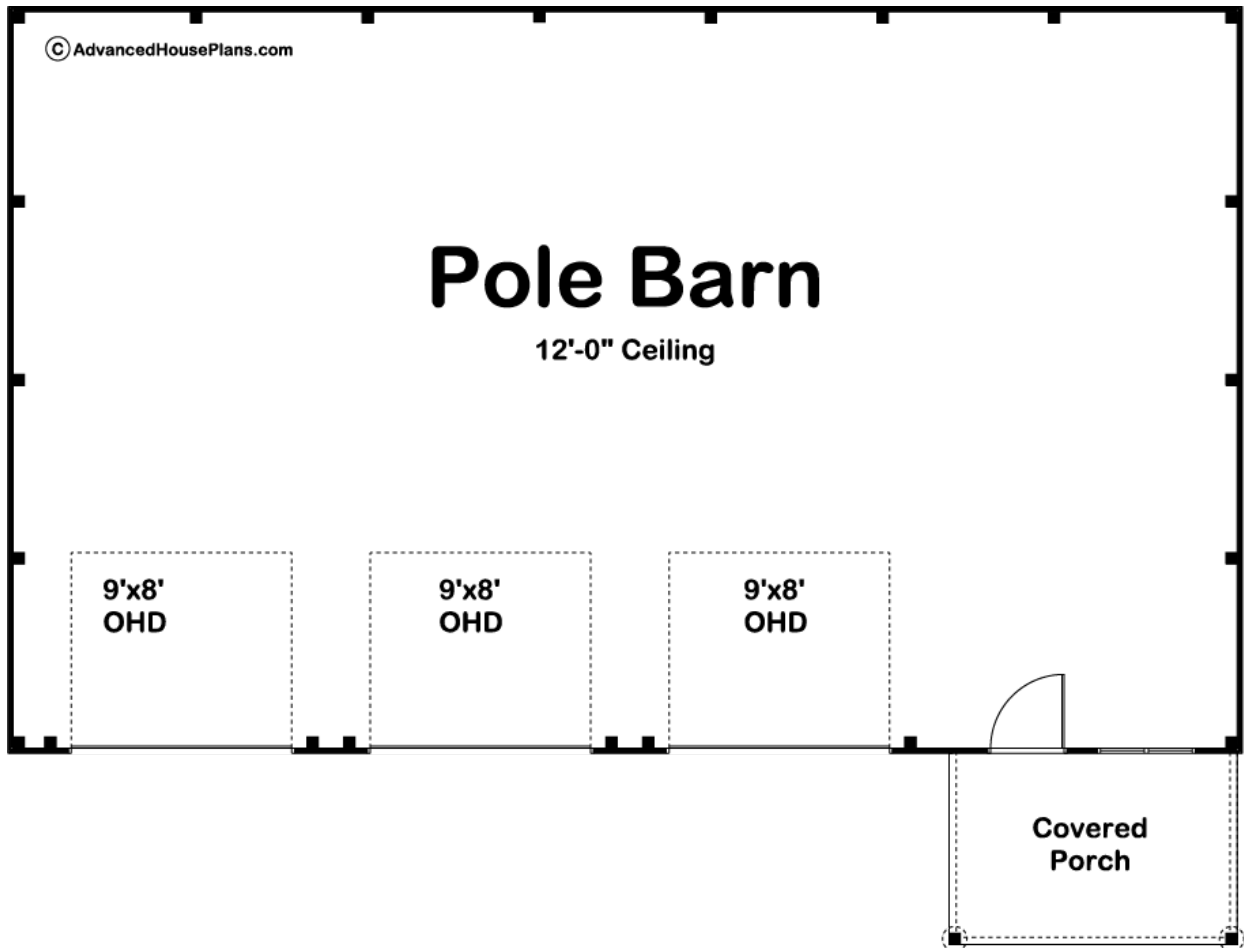 © AdvancedHousePlans.com
Pole Barn
12'-0" Ceiling
9'x8'
OHD
9'x8'
OHD
9'x8'
OHD
Covered
Porch